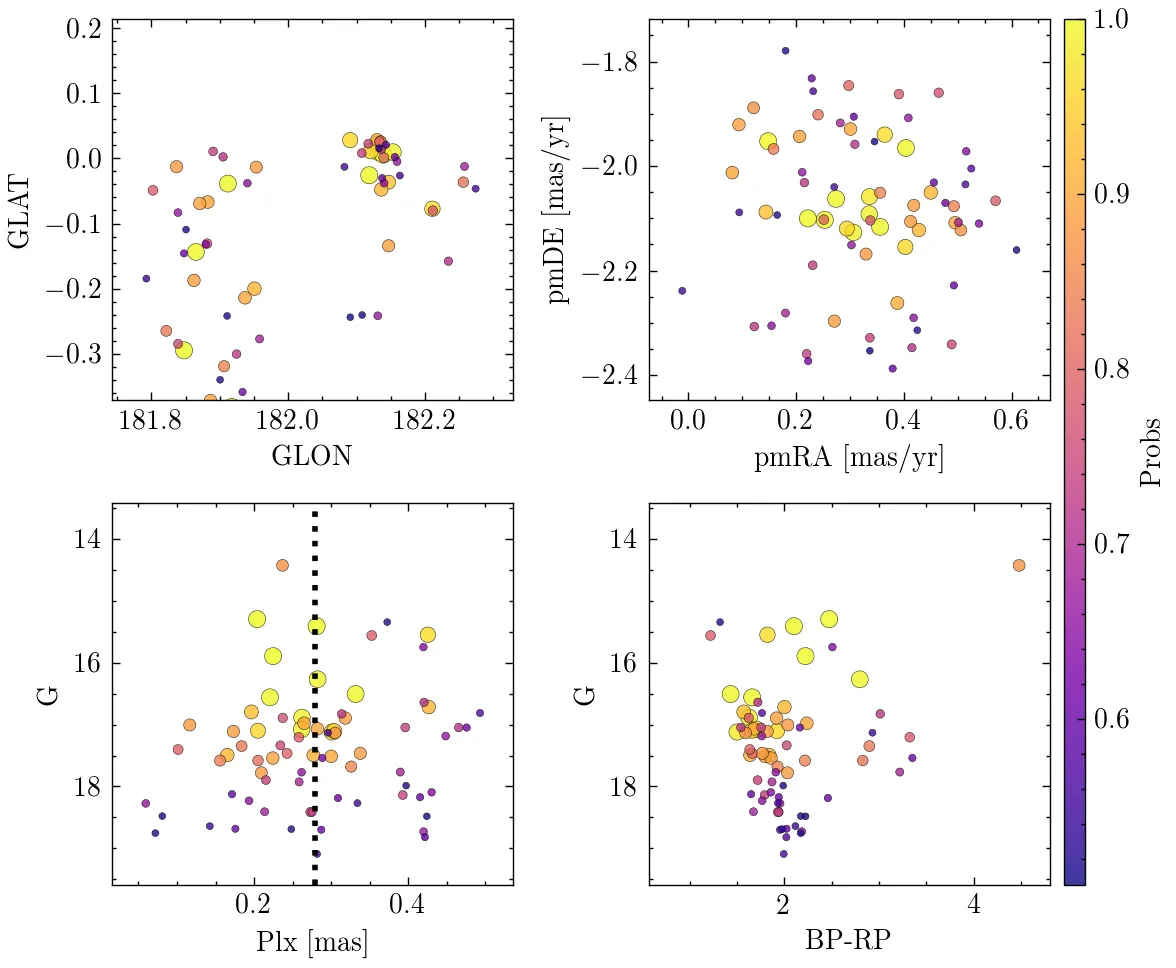 0.2
0.1
0.0
−0.1
−0.2
−0.3
GLAT
181.8 182.0 182.2
GLON
−1.8
−2.0
−2.2
−2.4
pmDE [mas/yr]
0.0 0.2 0.4 0.6
pmRA [mas/yr]
14
16
18
G
0.2 0.4
Plx [mas]
14
16
18
G
2 4
BP-RP
1.0
0.9
0.8
0.7
0.6
Probs